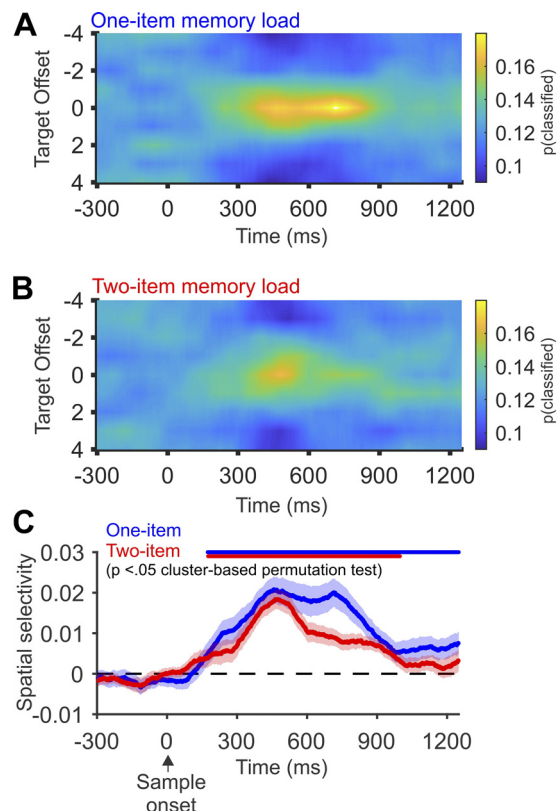 A
One-item memory load
Target Offset
-4
-2
0
2
4
-300 0 300 600 900 1200
Time (ms)
0.16
0.14
0.12
0.1
p(classified)
B
Two-item memory load
Target Offset
-4
-2
0
2
4
-300 0 300 600 900 1200
Time (ms)
0.16
0.14
0.12
0.1
p(classified)
C
One-item
Two-item
(p <.05 cluster-based permutation test)
Spatial selectivity
0.03
0.02
0.01
0
-0.01
-300 0 300 600 900 1200
Time (ms)
Sample
onset